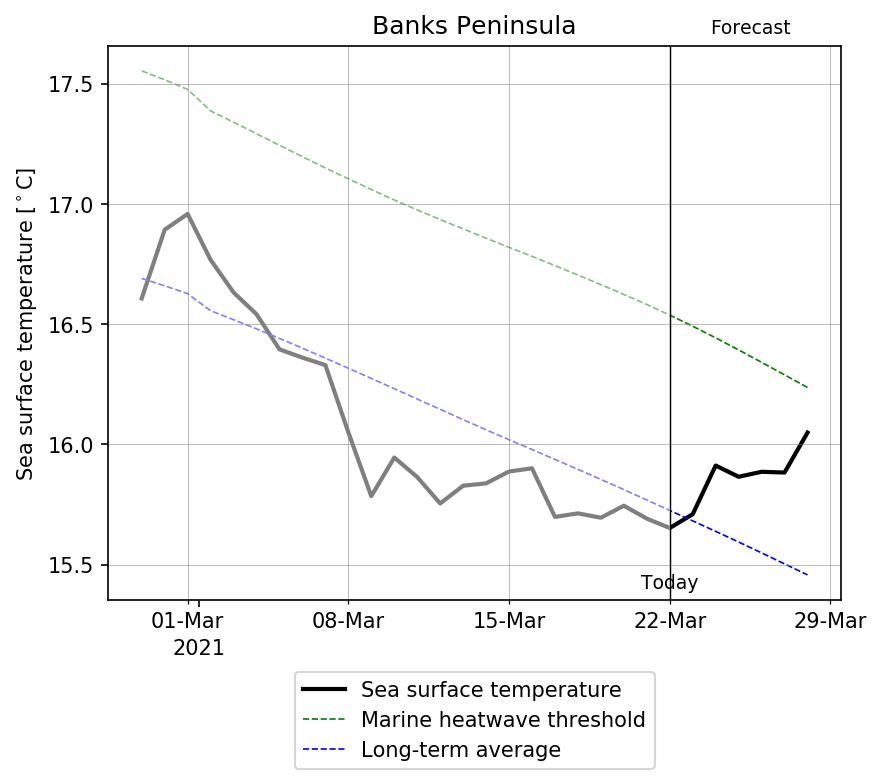 Banks Peninsula
Forecast
17.5
17.0
16.5
16.0
15.5
Sea surface temperature [°C]
Today
01-Mar
2021
08-Mar
15-Mar
22-Mar
29-Mar
Sea surface temperature
Marine heatwave threshold
Long-term average